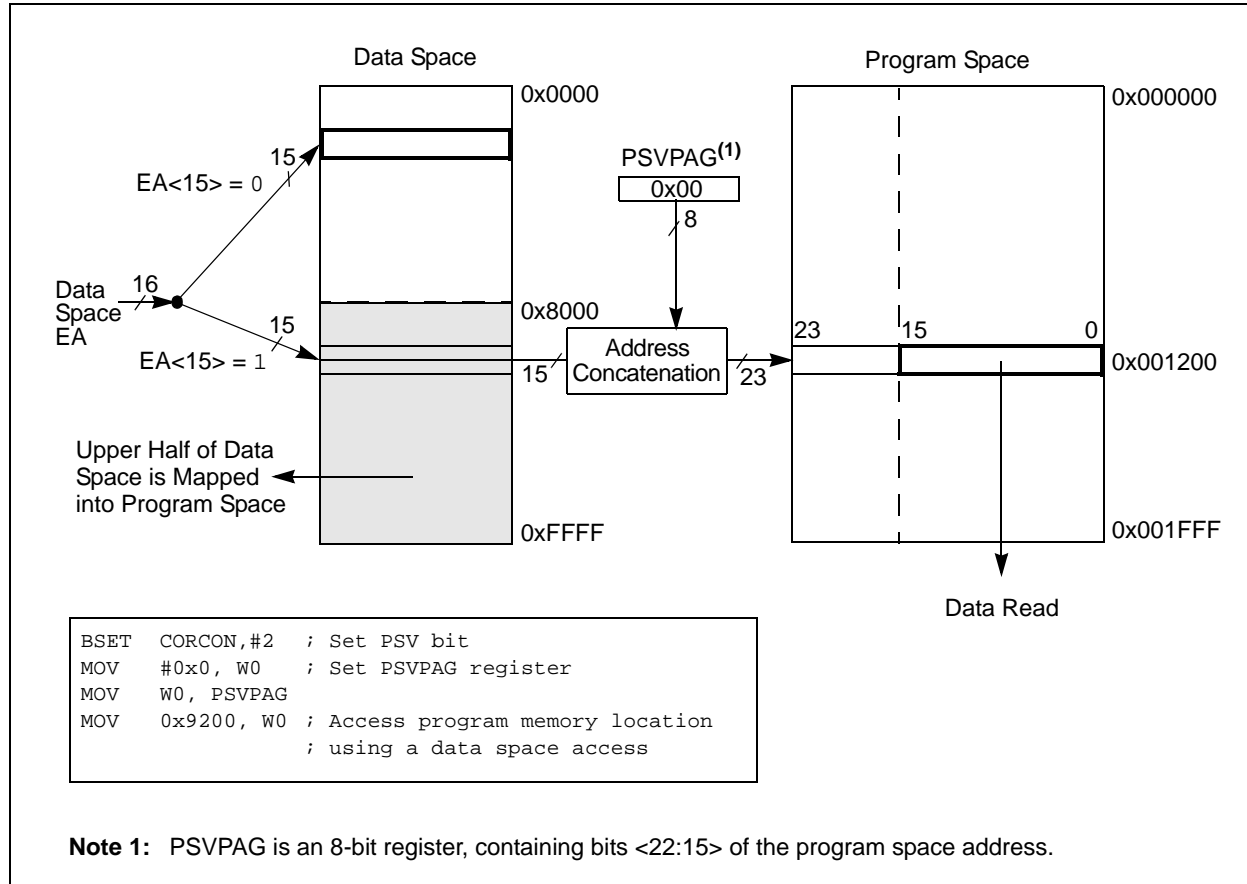 Data Space
Program Space
0x0000
0x000000
15
PSVPAG(1)
EA<15> = 0
0x00
8
16
Data
Space
EA
0x8000
15
23
15
0
EA<15> = 1
Address
Concatenation
15
23
0x001200
Upper Half of Data
Space is Mapped
into Program Space
0xFFFF
0x001FFF
Data Read
BSET CORCON,#2 ; Set PSV bit
MOV #0x0, W0 ; Set PSVPAG register
MOV W0, PSVPAG
MOV 0x9200, W0 ; Access program memory location
; using a data space access
Note 1: PSVPAG is an 8-bit register, containing bits <22:15> of the program space address.